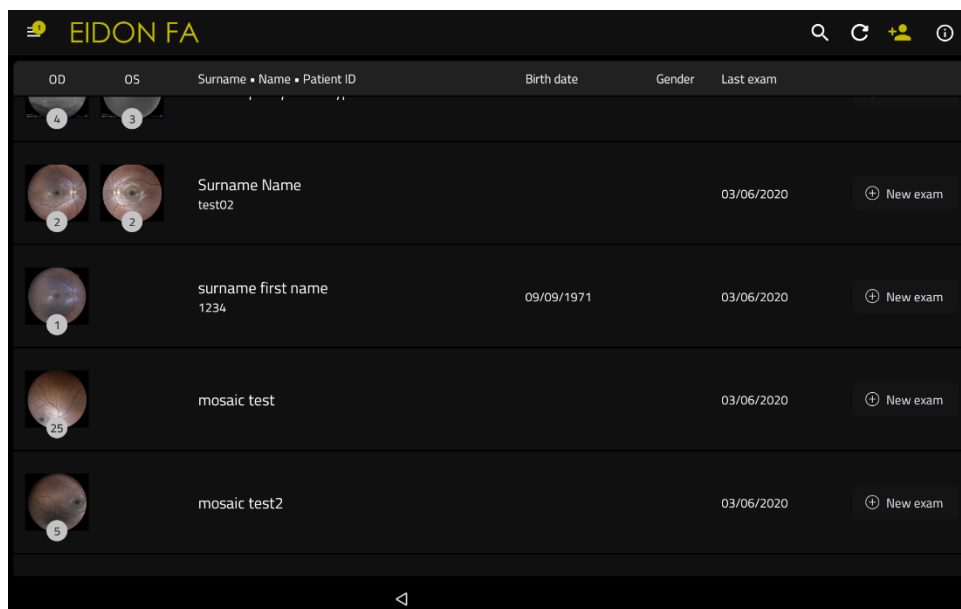 1
EIDON FA
OD OS Surname • Name • Patient ID Birth date Gender Last exam
4 3
Surname Name
test02
03/06/2020
New exam
2 2
surname first name
1234
09/09/1971
03/06/2020
New exam
1
mosaic test
03/06/2020
New exam
25
mosaic test2
03/06/2020
New exam
5